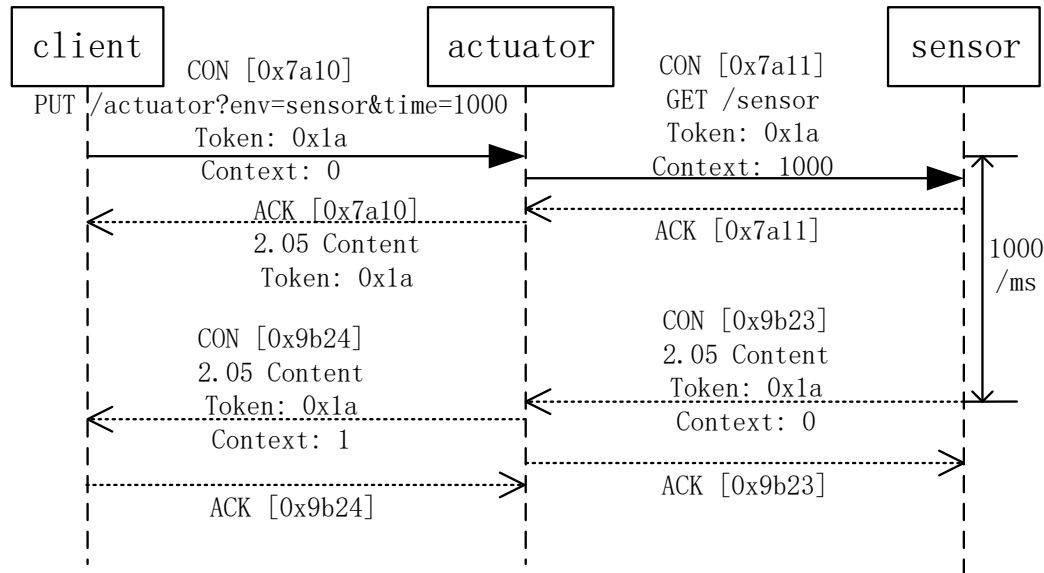 client
actuator
sensor
CON [0x7a10]
PUT /actuator?env=sensor&time=1000
Token: 0x1a
Context: 0
CON [0x7a11]
GET /sensor
Token: 0x1a
Context: 1000
ACK [0x7a10]
2.05 Content
Token: 0x1a
ACK [0x7a11]
1000
/ms
CON [0x9b24]
2.05 Content
Token: 0x1a
Context: 1
CON [0x9b23]
2.05 Content
Token: 0x1a
Context: 0
ACK [0x9b24]
ACK [0x9b23]